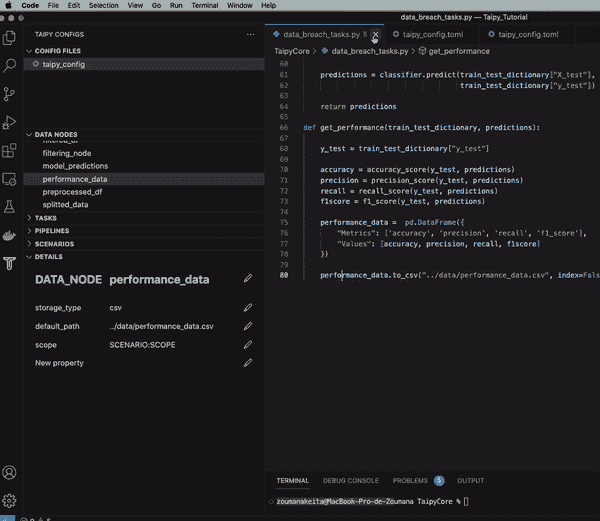 Code File Edit Selection View Go Run Terminal Window Help
data_breach_tasks.py — Taipy_Tutorial
TAIPY CONFIGS ...
data_breach_tasks.py 5 taipy_config.toml taipy_config.toml
TaipyCore > data_breach_tasks.py > get_performance
CONFIG FILES
taipy_config
DATA NODES
filtered_df
filtering_node
model_predictions
performance_data
preprocessed_df
splitted_data
TASKS
PIPELINES
SCENARIOS
DETAILS
DATA_NODE performance_data
storage_type csv
default_path ../data/performance_data.csv
scope SCENARIO:SCOPE
New property
60
61 predictions = classifier.predict(train_test_dictionary["X_test"],
62 train_test_dictionary["y_test"])
63
64 return predictions
65
66 def get_performance(train_test_dictionary, predictions):
67
68 y_test = train_test_dictionary["y_test"]
69
70 accuracy = accuracy_score(y_test, predictions)
71 precision = precision_score(y_test, predictions)
72 recall = recall_score(y_test, predictions)
73 f1score = f1_score(y_test, predictions)
74
75 performance_data = pd.DataFrame({
76 "Metrics": ['accuracy', 'precision', 'recall', 'f1_score'],
77 "Values": [accuracy, precision, recall, f1score]
78 })
79
80 performance_data.to_csv("../data/performance_data.csv", index=Fals
TERMINAL DEBUG CONSOLE PROBLEMS 5 OUTPUT
zoumanakeita@MacBook-Pro-de-Zoumana TaipyCore %